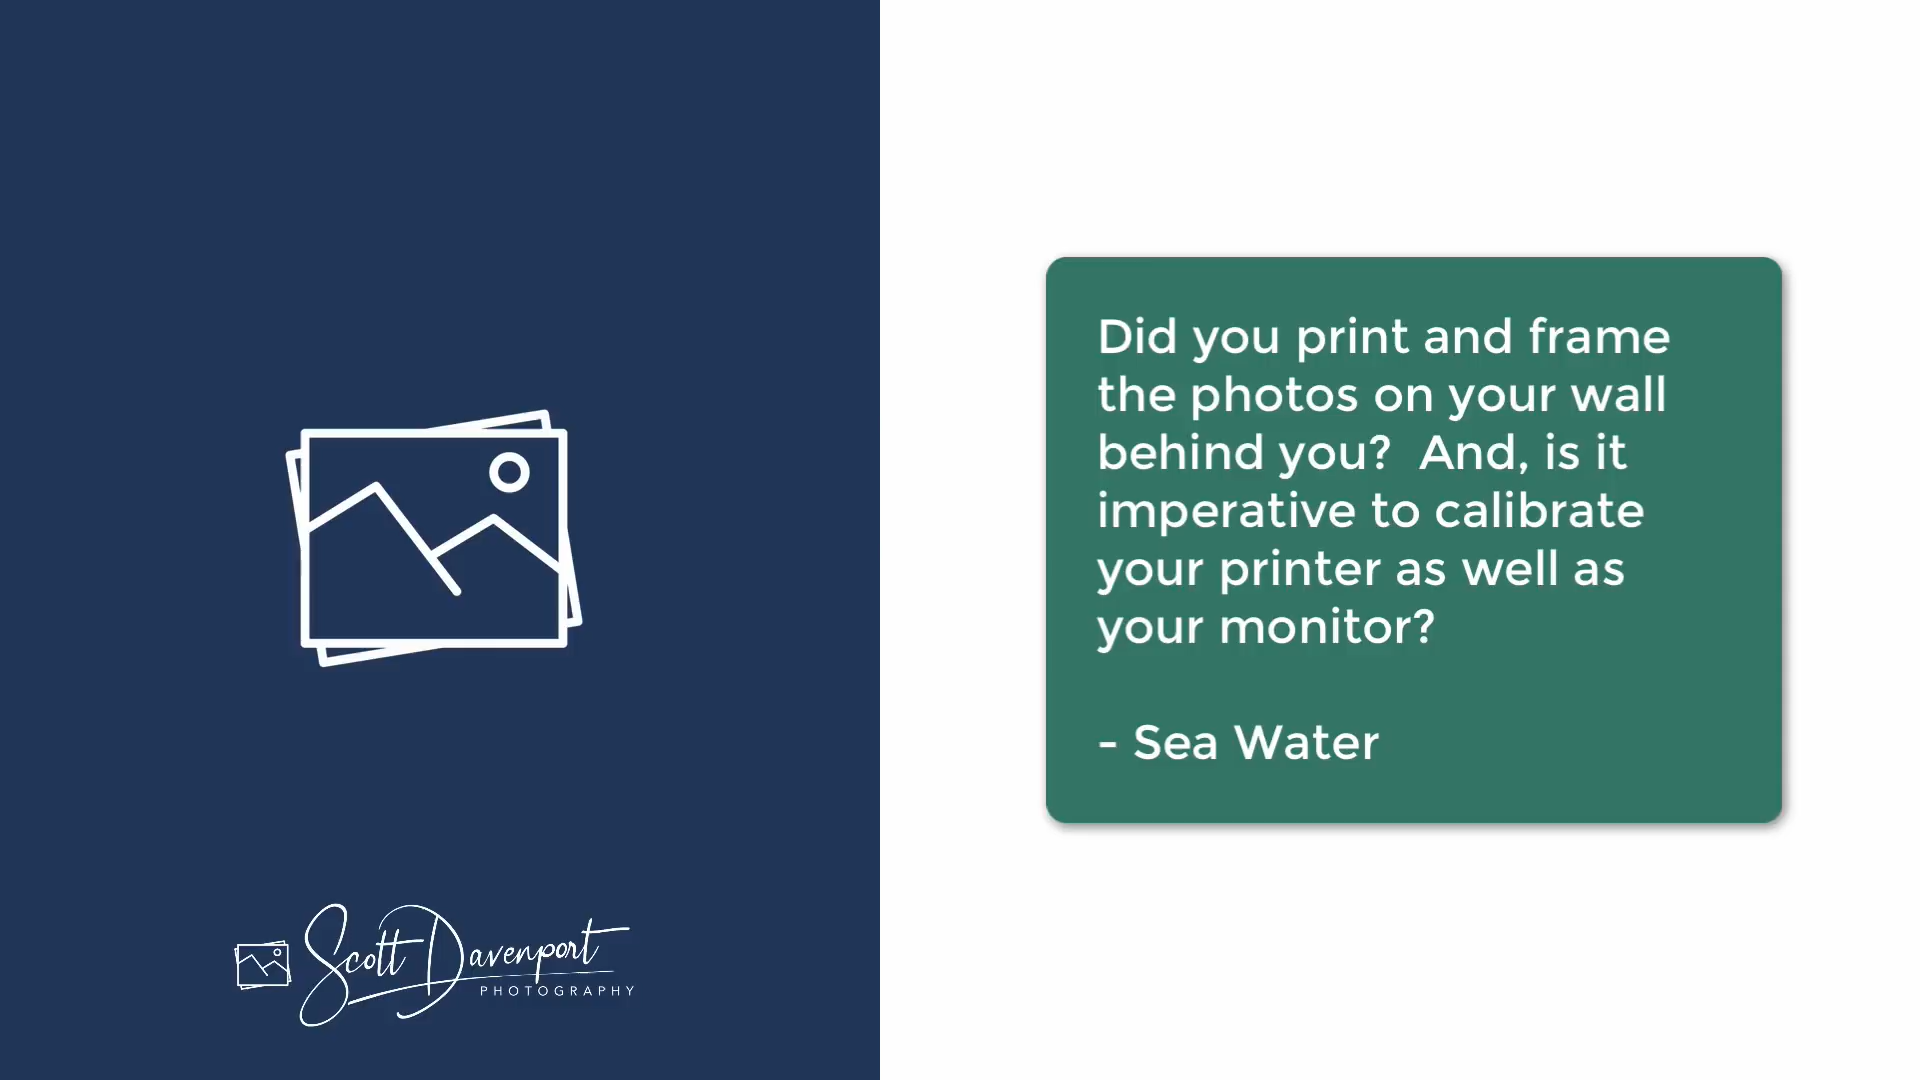 Did you print and frame
the photos on your wall
behind you?  And, is it
imperative to calibrate
your printer as well as
your monitor?
- Sea Water
Scott Davenport
PHOTOGRAPHY